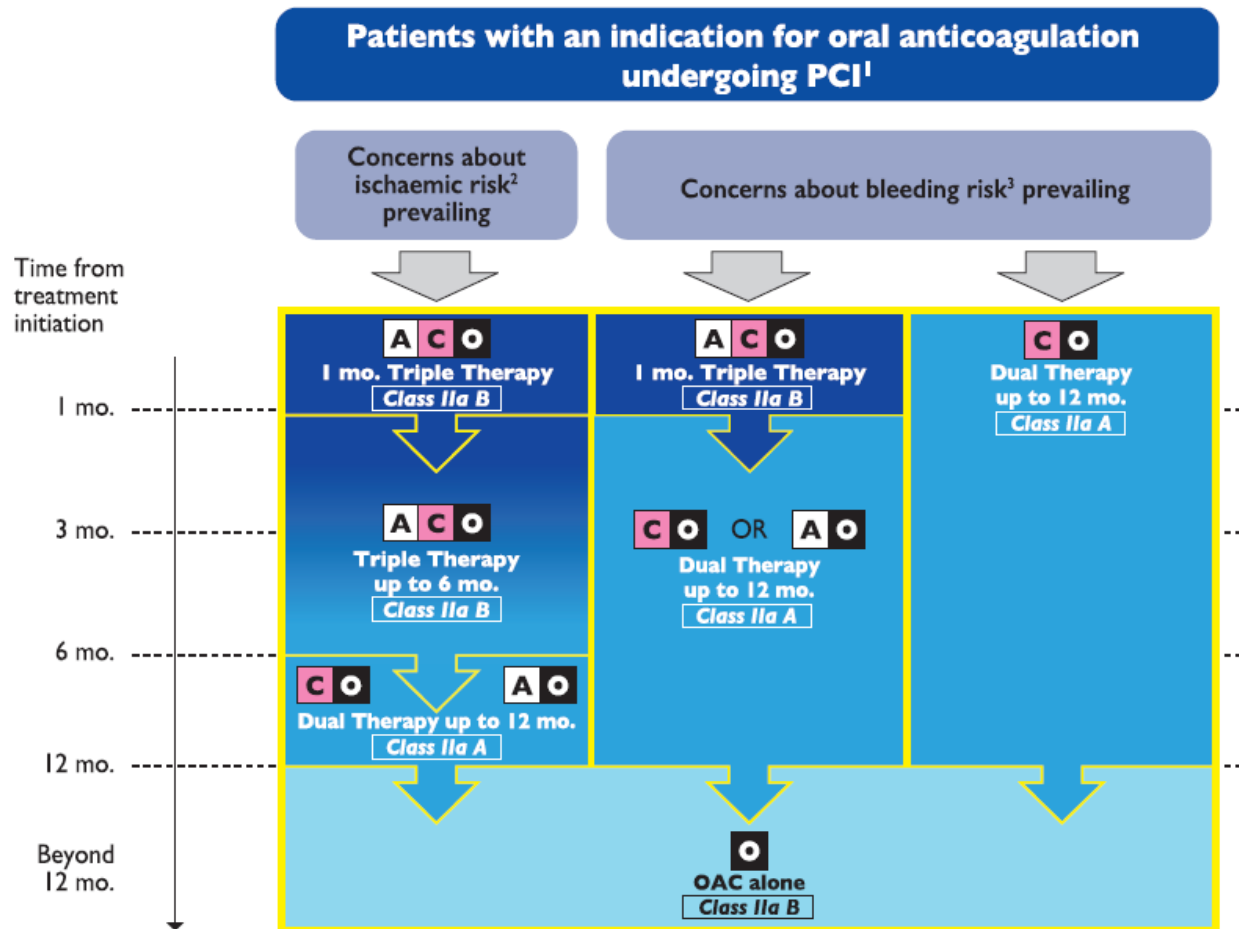 Patients with an indication for oral anticoagulation
undergoing PCI¹
Concerns about
ischaemic risk²
prevailing
Concerns about bleeding risk³ prevailing
Time from
treatment
initiation
A C O
1 mo. Triple Therapy
Class IIa B
A C O
1 mo. Triple Therapy
Class IIa B
C O
Dual Therapy
up to 12 mo.
Class IIa A
1 mo.
3 mo.
A C O
Triple Therapy
up to 6 mo.
Class IIa B
C O OR A O
Dual Therapy
up to 12 mo.
Class IIa A
6 mo.
C O A O
Dual Therapy up to 12 mo.
Class IIa A
12 mo.
Beyond
12 mo.
O
OAC alone
Class IIa B